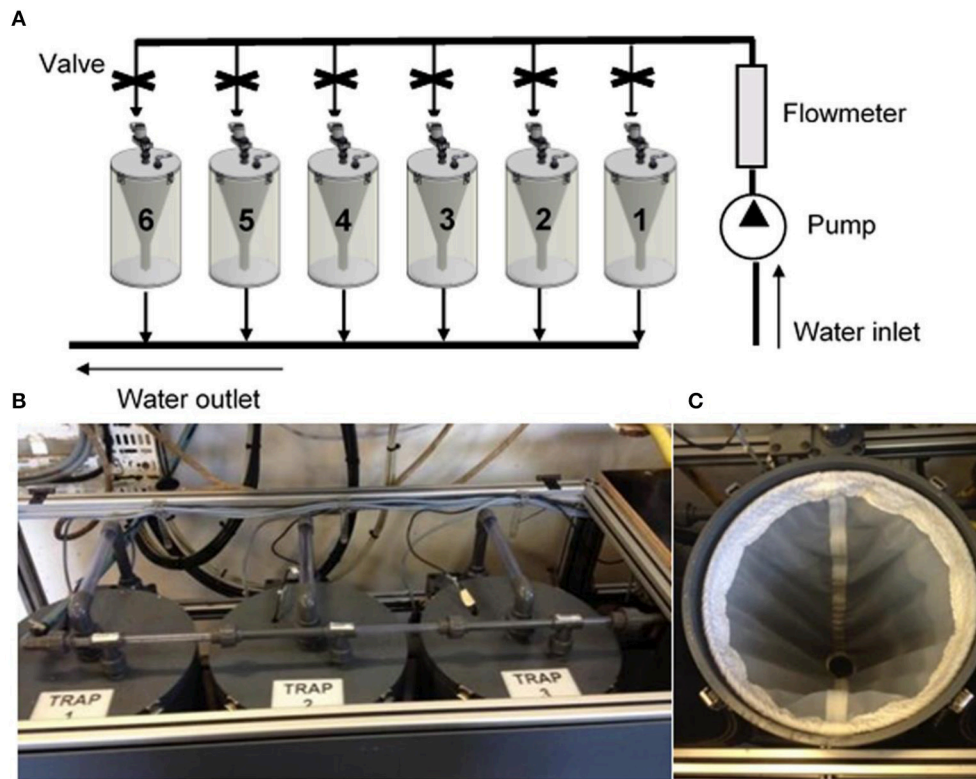 A
Valve
Flowmeter
6 5 4 3 2 1
Pump
Water inlet
Water outlet
B
C
TRAP
1
TRAP
2
TRAP
3